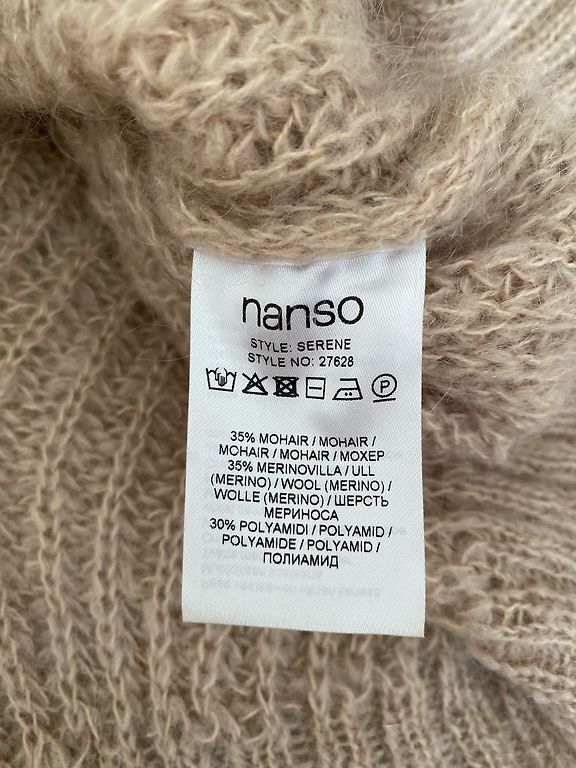 nanso
STYLE: SERENE
STYLE NO: 27628
P
35% MOHAIR / MOHAIR /
MOHAIR / MOHAIR / МОХЕР
35% MERINOVILLA / ULL
(MERINO) / WOOL (MERINO) /
WOLLE (MERINO) / ШЕРСТЬ
МЕРИНОСА
30% POLYAMIDI / POLYAMID /
POLYAMIDE / POLYAMID /
ПОЛИАМИД